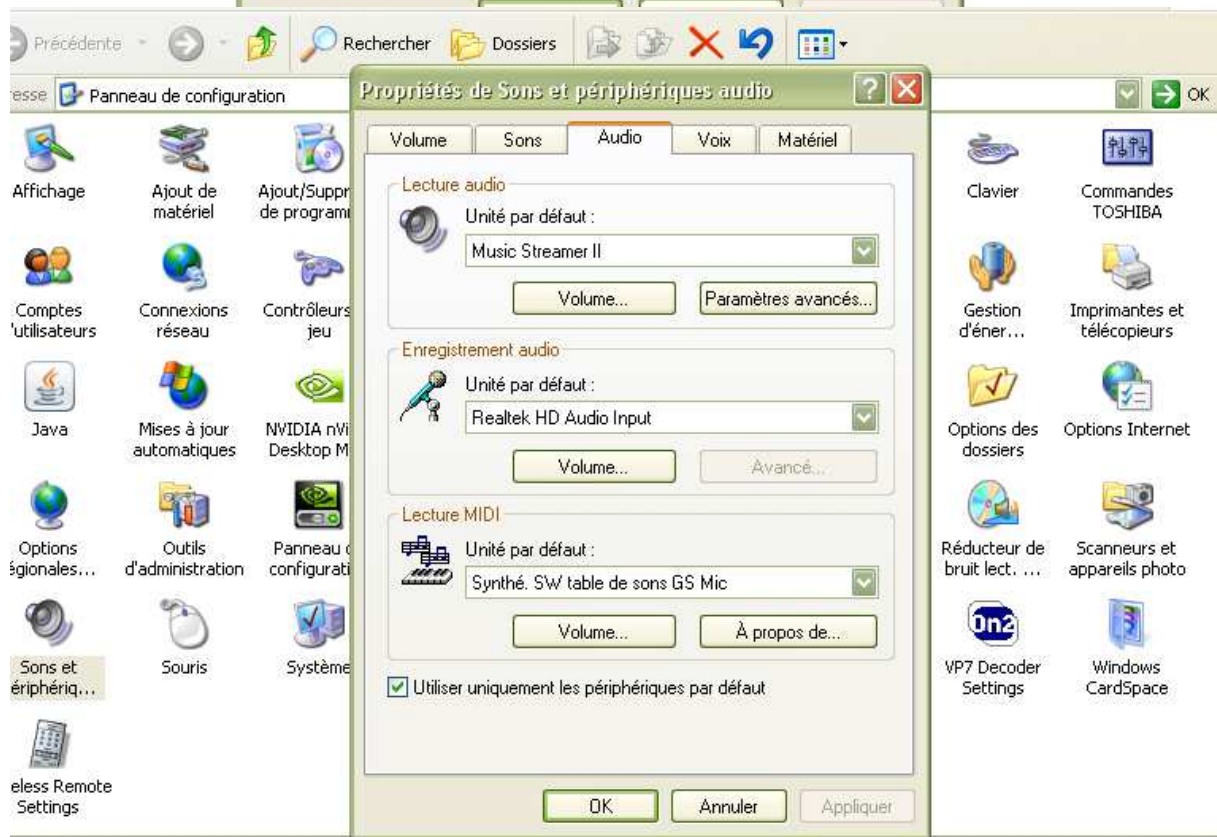 Précédente
Rechercher
Dossiers
esse
Panneau de configuration
OK
Propriétés de Sons et périphériques audio
Volume
Sons
Audio
Voix
Matériel
Lecture audio
Unité par défaut :
Music Streamer II
Volume...
Paramètres avancés...
Enregistrement audio
Unité par défaut :
Realtek HD Audio Input
Volume...
Avancé...
Lecture MIDI
Unité par défaut :
Synthé. SW table de sons GS Mic
Volume...
À propos de...
Utiliser uniquement les périphériques par défaut
OK
Annuler
Appliquer
Affichage
Ajout de
matériel
Ajout/Suppr
de programm
Clavier
Commandes
TOSHIBA
Comptes
'utilisateurs
Connexions
réseau
Contrôleurs
jeu
Gestion
d'éner...
Imprimantes et
télécopieurs
Java
Mises à jour
automatiques
NVIDIA nVi
Desktop M
Options des
dossiers
Options Internet
Options
égionales...
Outils
d'administration
Panneau d
configurati
Réducteur de
bruit lect. ...
Scanneurs et
appareils photo
Sons et
ériphériq...
Souris
Système
On2
VP7 Decoder
Settings
Windows
CardSpace
eless Remote
Settings